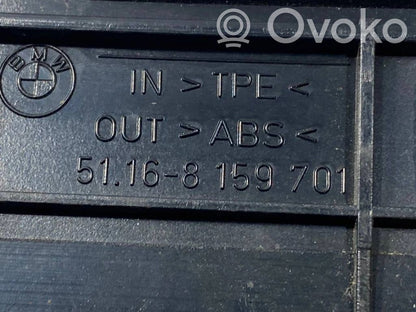 Ovoko
BMW
IN > TPE <
OUT > ABS <
51.16-8 159 701